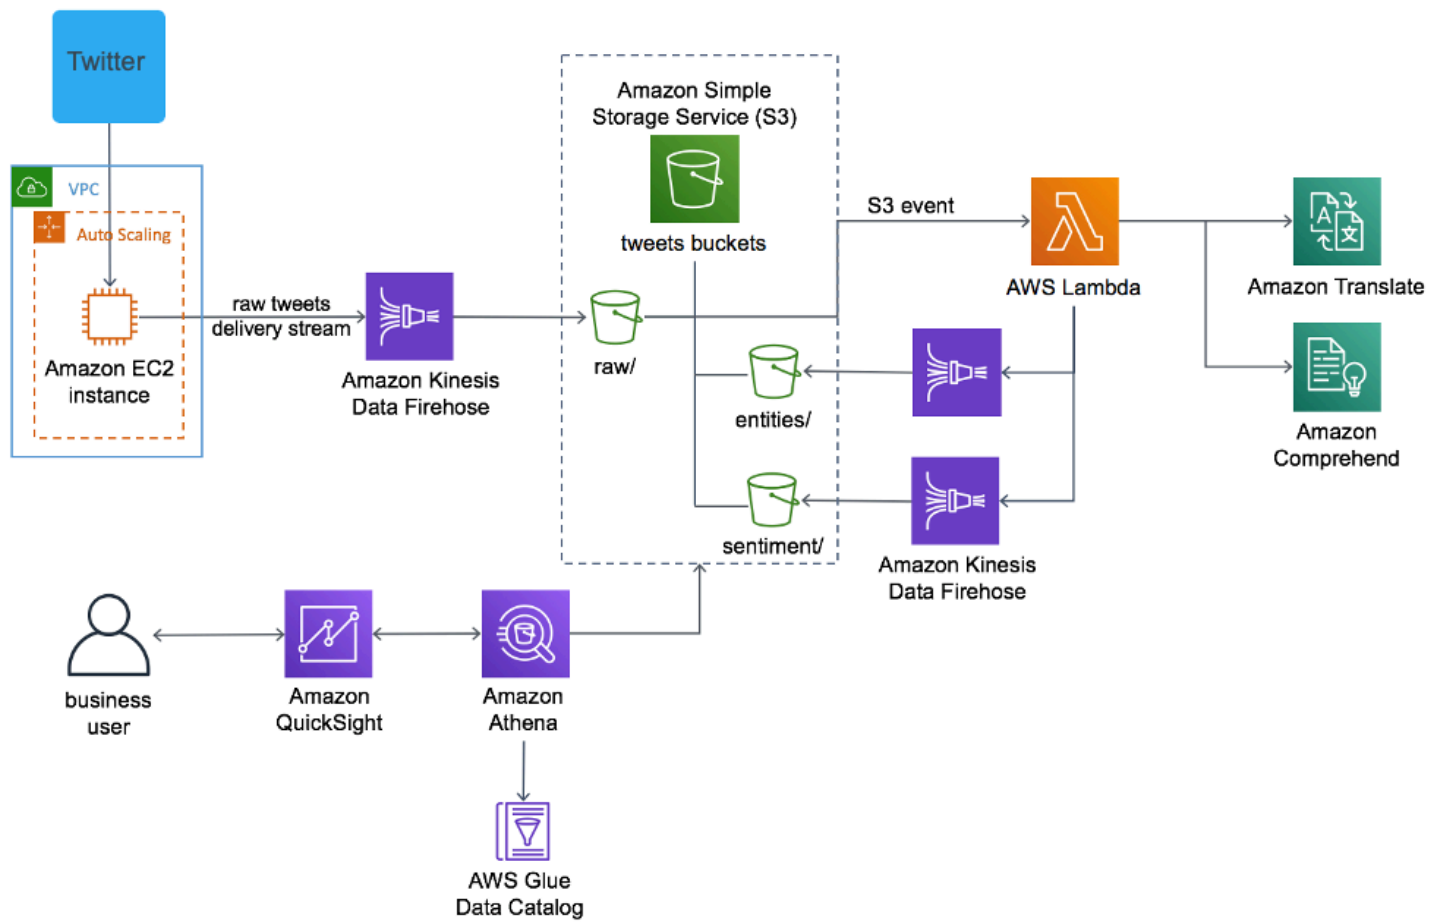 Twitter
VPC
Auto Scaling
Amazon EC2
instance
raw tweets
delivery stream
Amazon Kinesis
Data Firehose
Amazon Simple
Storage Service (S3)
tweets buckets
raw/
entities/
sentiment/
S3 event
AWS Lambda
Amazon Translate
Amazon
Comprehend
Amazon Kinesis
Data Firehose
business
user
Amazon
QuickSight
Amazon
Athena
AWS Glue
Data Catalog